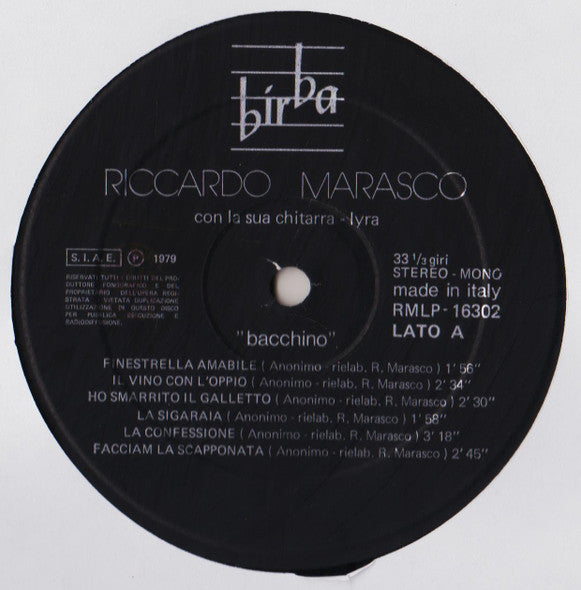 birba
RICCARDO MARASCO
con la sua chitarra - lyra
S.I.A.E. P 1979
RISERVATI TUTTI I DIRITTI DEL PRO-
DUTTORE FONOGRAFICO E DEL
PROPRIETARIO DELL'OPERA REGI-
STRATA - VIETATA DUPLICAZIONE
UTILIZZAZIONE DI QUESTO DISCO
PER PUBBLICA ESECUZIONE E
RADIODIFFUSIONE.
33 1/3 giri
STEREO - MONO
made in italy
RMLP - 16302
LATO A
"bacchino"
FINESTRELLA AMABILE ( Anonimo - rielab. R. Marasco ) 1' 56"
IL VINO CON L'OPPIO ( Anonimo - rielab. R. Marasco ) 2' 34"
HO SMARRITO IL GALLETTO ( Anonimo - rielab. R. Marasco ) 2' 30"
LA SIGARAIA ( Anonimo - rielab. R. Marasco ) 1' 58"
LA CONFESSIONE ( Anonimo - rielab. R. Marasco ) 3' 18"
FACCIAM LA SCAPPONATA ( Anonimo - rielab. R. Marasco ) 2' 45"